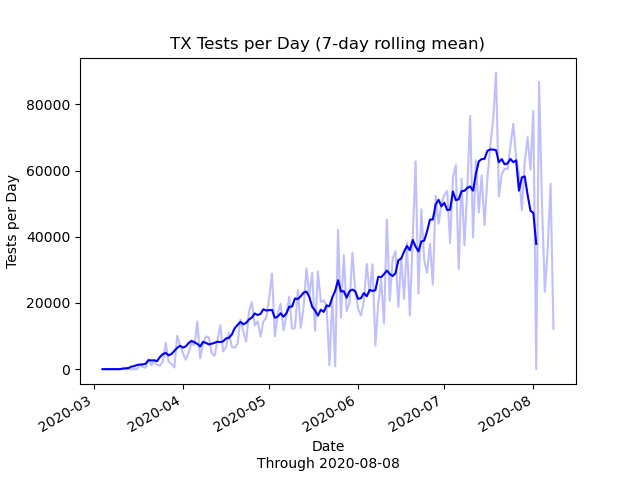 TX Tests per Day (7-day rolling mean)
80000
60000
40000
20000
0
Tests per Day
2020-03
2020-04
2020-05
2020-06
2020-07
2020-08
Date
Through 2020-08-08